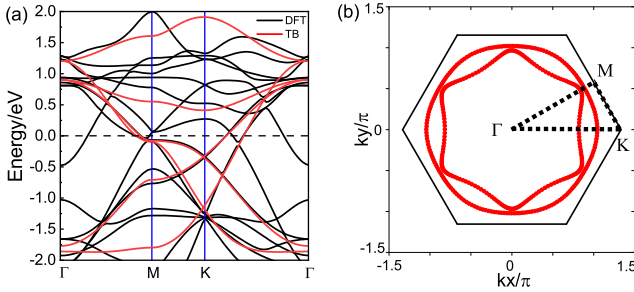 (a)
DFT
TB
Energy/eV
2.0
1.5
1.0
0.5
0.0
-0.5
-1.0
-1.5
-2.0
Γ M K Γ
(b)
ky/π
1.5
0
-1.5
M
Γ
K
-1.5 0 1.5
kx/π